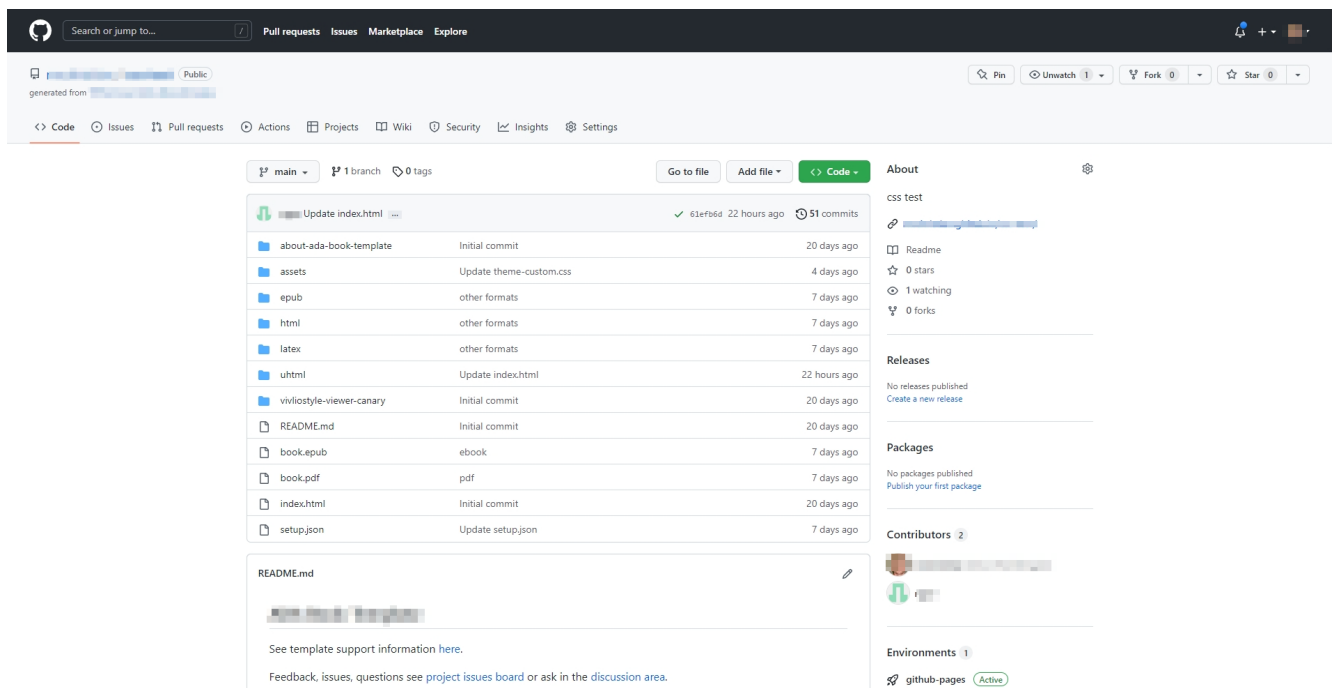 Search or jump to... / Pull requests Issues Marketplace Explore
Public
generated from
Pin Unwatch 1 Fork 0 Star 0
Code Issues Pull requests Actions Projects Wiki Security Insights Settings
main 1 branch 0 tags Go to file Add file Code
Update index.html ... 61efb6d 22 hours ago 51 commits
about-ada-book-template Initial commit 20 days ago
assets Update theme-custom.css 4 days ago
epub other formats 7 days ago
html other formats 7 days ago
latex other formats 7 days ago
uhtml Update index.html 22 hours ago
vivliostyle-viewer-canary Initial commit 20 days ago
README.md Initial commit 20 days ago
book.epub ebook 7 days ago
book.pdf pdf 7 days ago
index.html Initial commit 20 days ago
setup.json Update setup.json 7 days ago
README.md
See template support information here.
Feedback, issues, questions see project issues board or ask in the discussion area.
About
css test
Readme
0 stars
1 watching
0 forks
Releases
No releases published
Create a new release
Packages
No packages published
Publish your first package
Contributors 2
Environments 1
github-pages Active